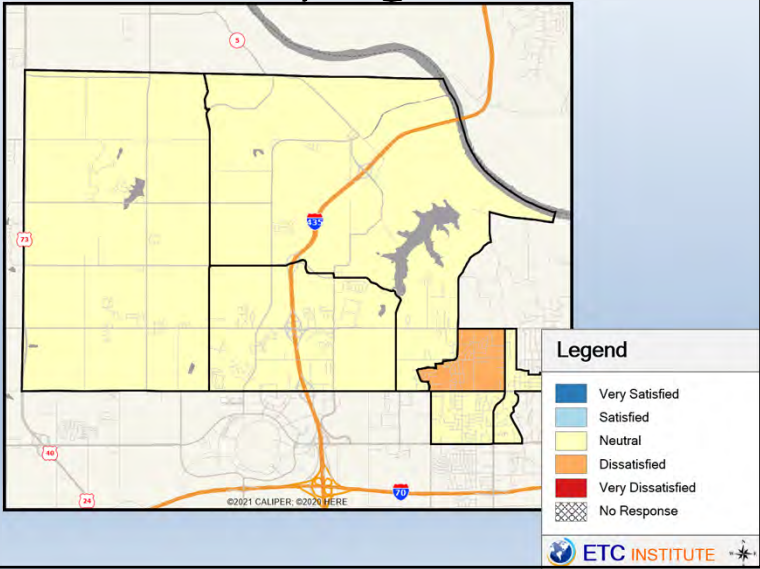 5
435
73
Legend
Very Satisfied
Satisfied
Neutral
Dissatisfied
Very Dissatisfied
No Response
40
24
70
©2021 CALIPER; ©2020 HERE
ETC INSTITUTE